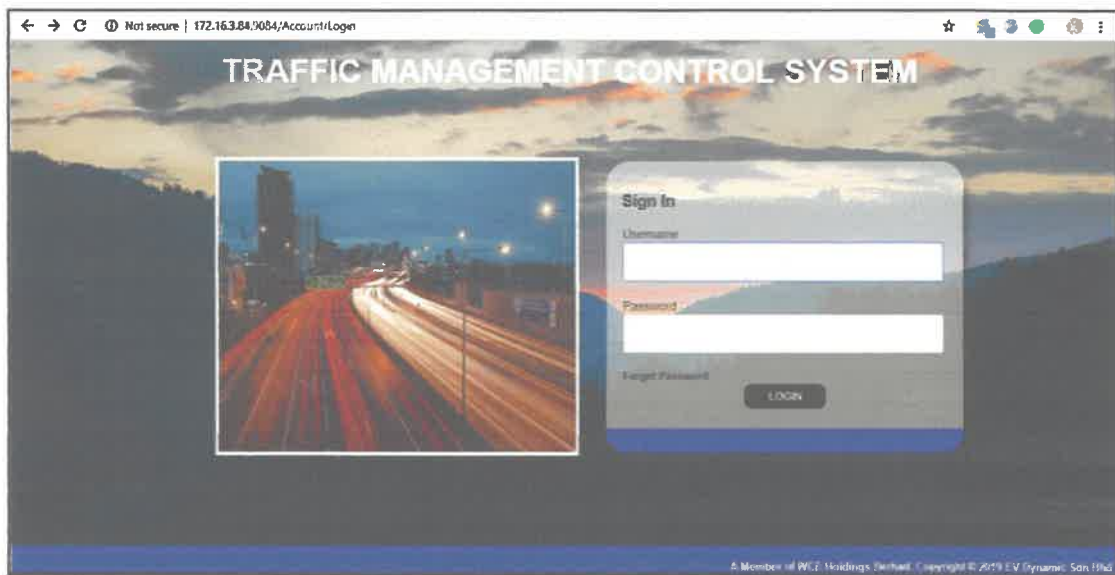 Not secure | 172.16.3.84:9084/Account/Login
TRAFFIC MANAGEMENT CONTROL SYSTEM
Sign In
Username
Password
Forgot Password
LOGIN
A Member of WCE Holdings Berhad. Copyright © 2019 EV Dynamic Sdn Bhd